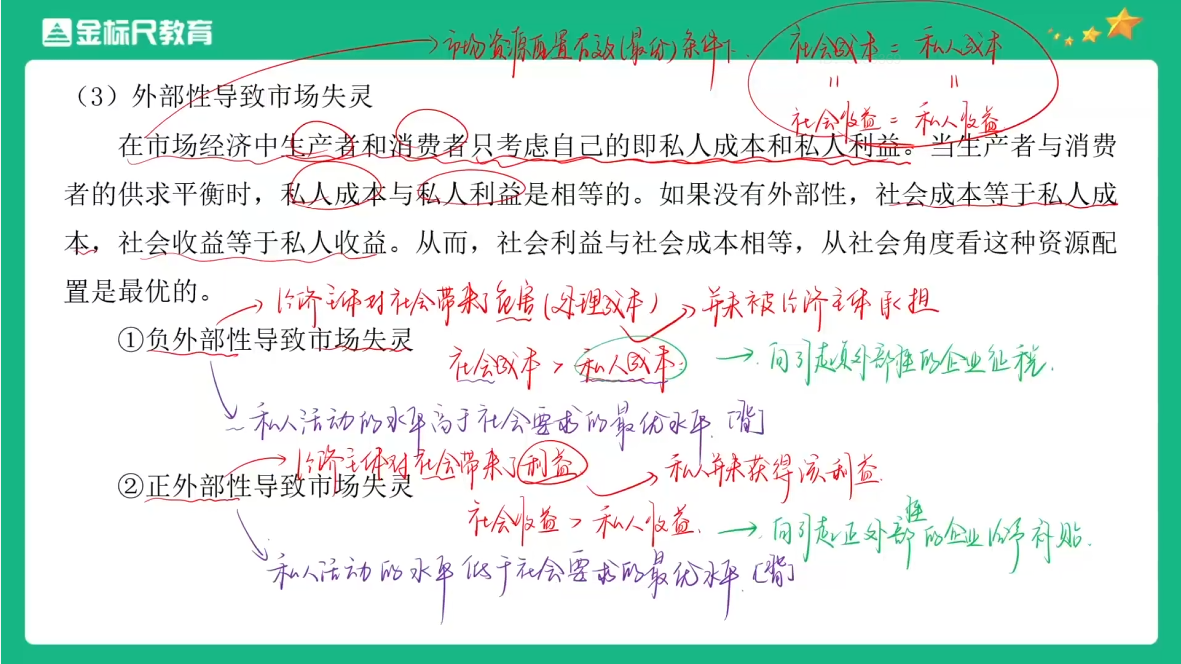 金标尺教育
市场资源配置有效(最优)条件下. 社会成本 = 私人成本
社会收益 = 私人收益
(3)外部性导致市场失灵
在市场经济中生产者和消费者只考虑自己的即私人成本和私人利益。当生产者与消费
者的供求平衡时，私人成本与私人利益是相等的。如果没有外部性，社会成本等于私人成
本，社会收益等于私人收益。从而，社会利益与社会成本相等，从社会角度看这种资源配
置是最优的。
经济主体对社会带来了危害(处理成本) 并未被经济主体承担
①负外部性导致市场失灵
社会成本 > 私人成本. → 向引起负外部性的企业征税.
私人活动的水平高于社会要求的最优水平.[背]
经济主体对社会带来了利益 私人并未获得该利益.
②正外部性导致市场失灵
社会收益 > 私人收益. → 向引起正外部性的企业给予补贴.
私人活动的水平低于社会要求的最优水平.[背]